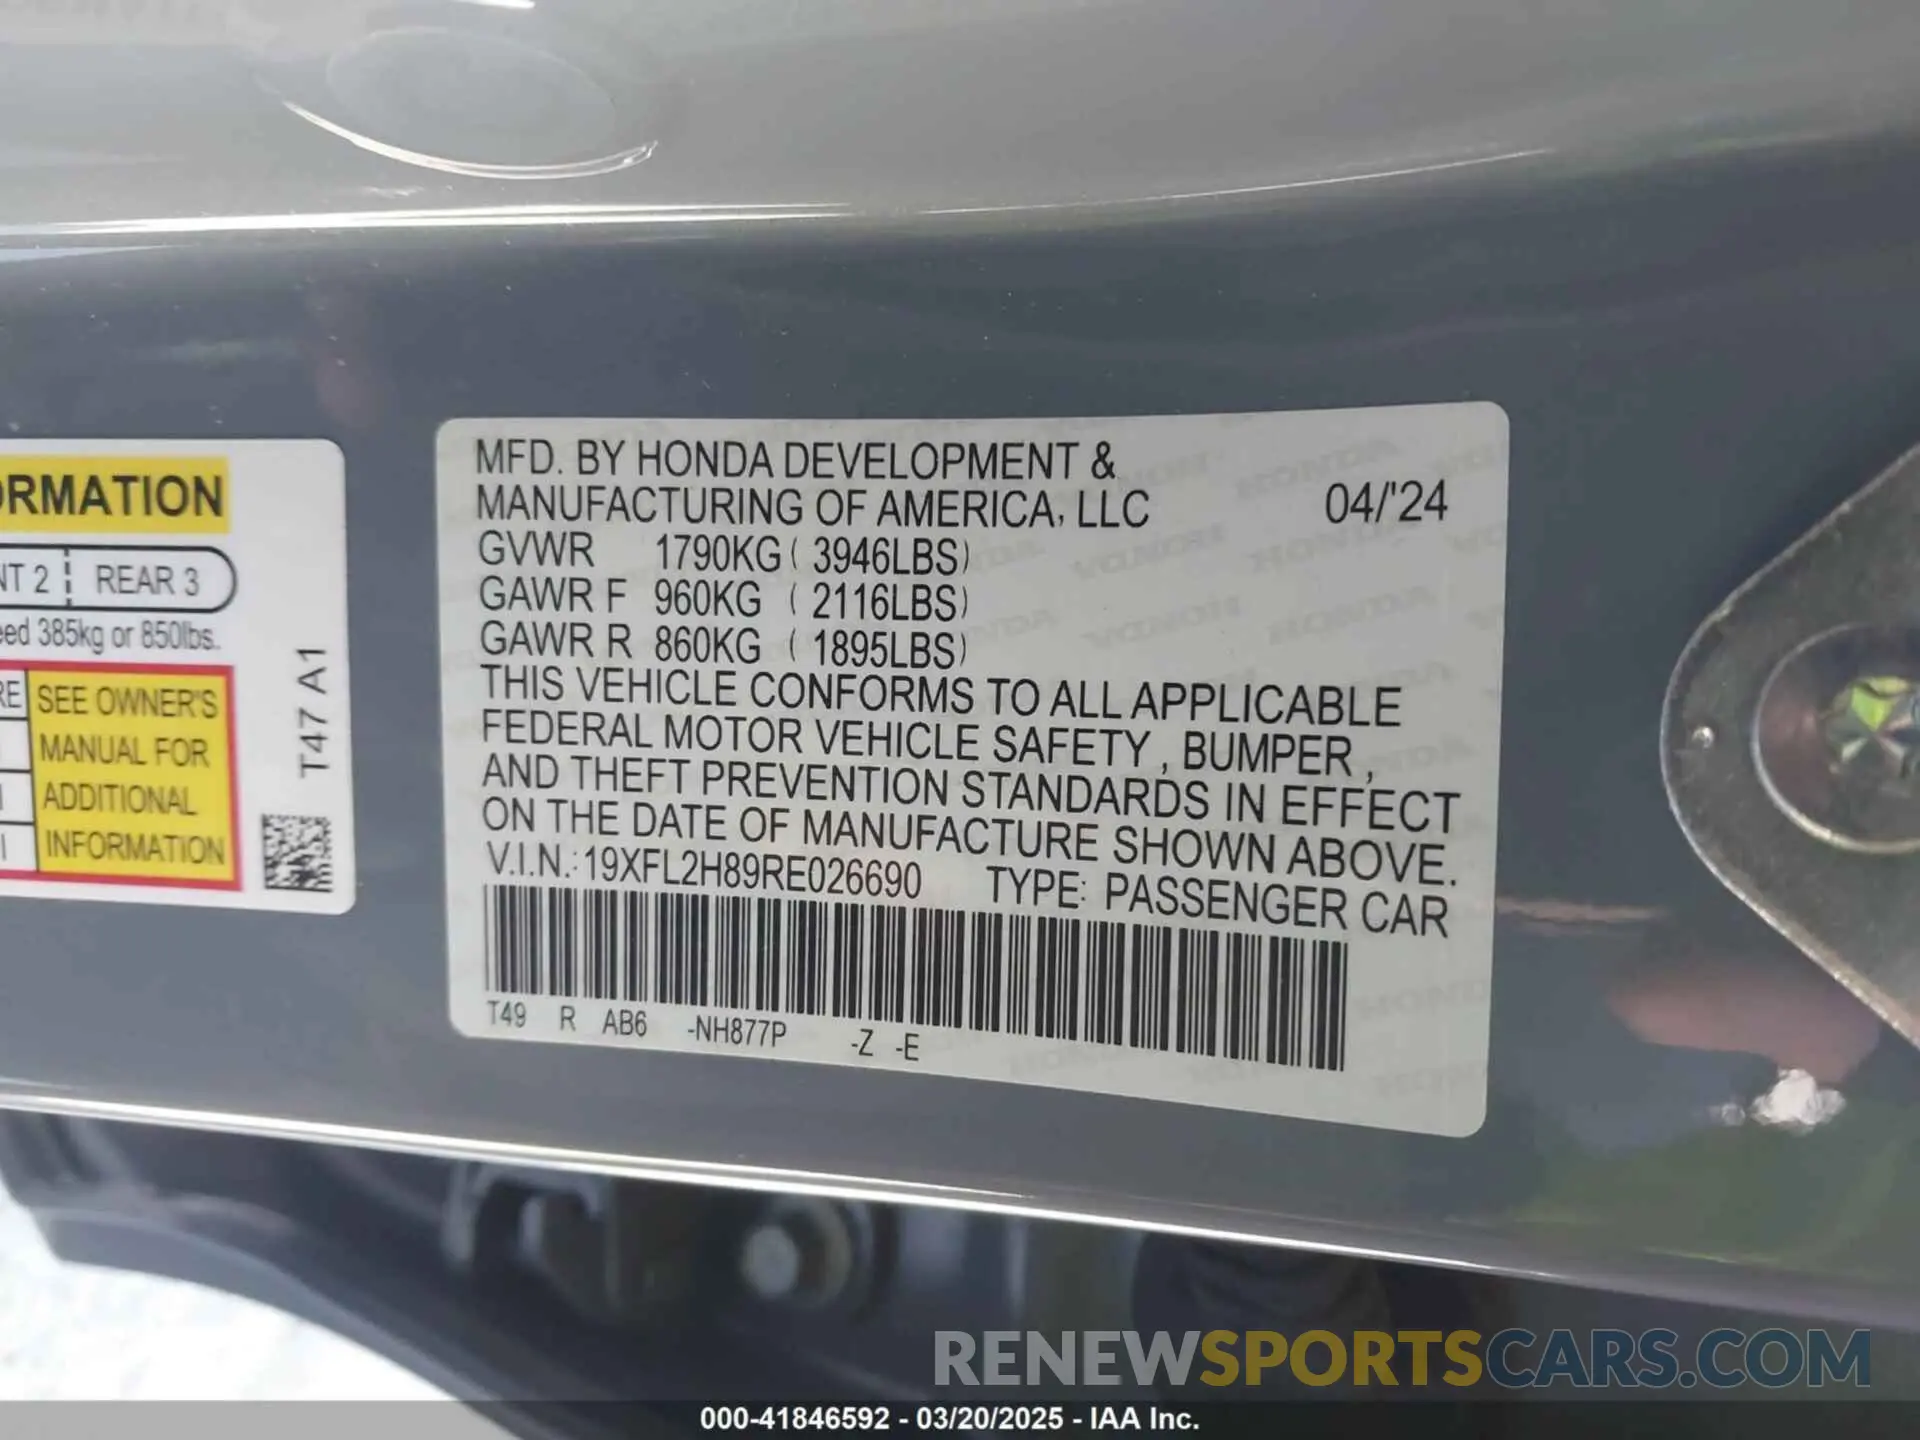 ORMATION
NT 2 REAR 3
eed 385kg or 850lbs.
RE SEE OWNER'S
MANUAL FOR
ADDITIONAL
INFORMATION
T47 A1
MFD. BY HONDA DEVELOPMENT &
MANUFACTURING OF AMERICA, LLC 04/'24
GVWR 1790KG ( 3946LBS)
GAWR F 960KG ( 2116LBS)
GAWR R 860KG ( 1895LBS)
THIS VEHICLE CONFORMS TO ALL APPLICABLE
FEDERAL MOTOR VEHICLE SAFETY , BUMPER ,
AND THEFT PREVENTION STANDARDS IN EFFECT
ON THE DATE OF MANUFACTURE SHOWN ABOVE.
V.I.N.: 19XFL2H89RE026690 TYPE: PASSENGER CAR
T49 R AB6 -NH877P -Z -E
RENEWSPORTSCARS.COM
000-41846592 - 03/20/2025 - IAA Inc.